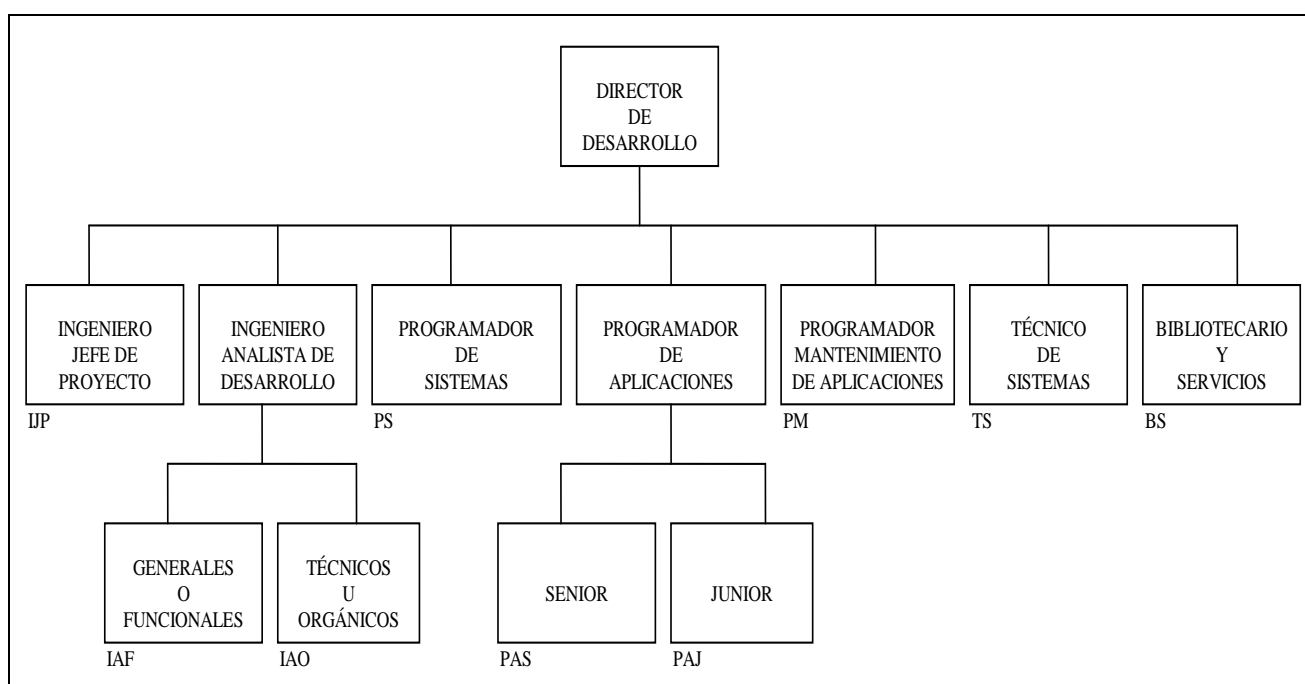 DIRECTOR
DE
DESARROLLO
INGENIERO
JEFE DE
PROYECTO
IJP
INGENIERO
ANALISTA DE
DESARROLLO
PROGRAMADOR
DE
SISTEMAS
PS
PROGRAMADOR
DE
APLICACIONES
PROGRAMADOR
MANTENIMIENTO
DE APLICACIONES
PM
TÉCNICO
DE
SISTEMAS
TS
BIBLIOTECARIO
Y
SERVICIOS
BS
GENERALES
O
FUNCIONALES
IAF
TÉCNICOS
U
ORGÁNICOS
IAO
SENIOR
PAS
JUNIOR
PAJ